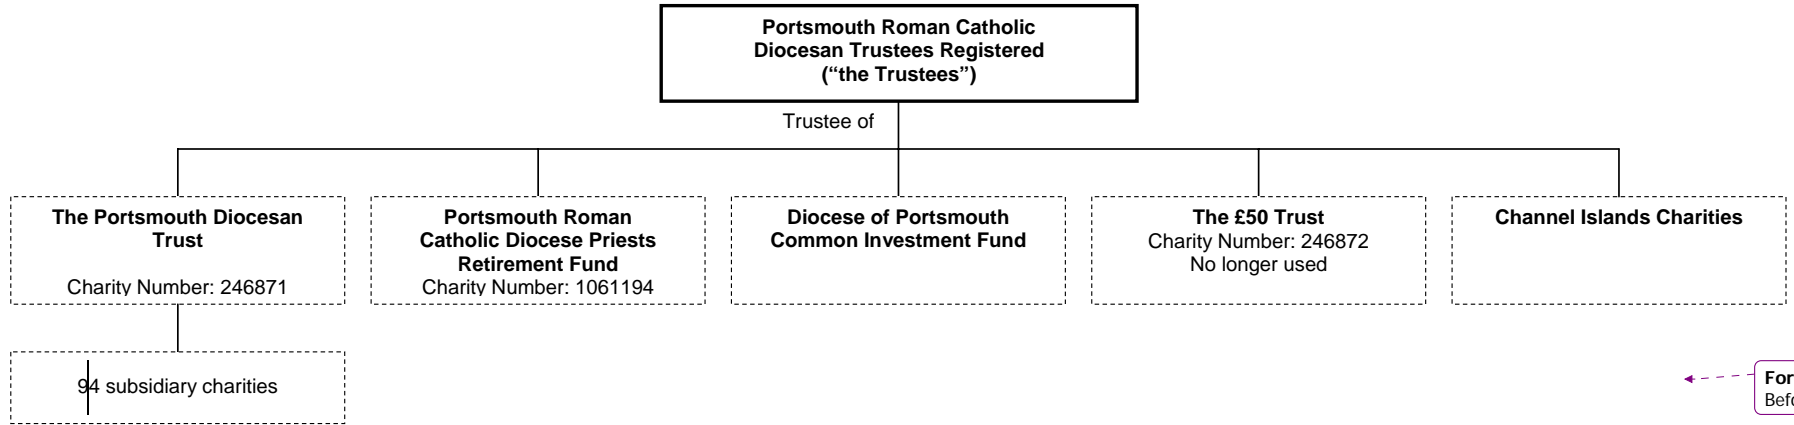 Portsmouth Roman Catholic
Diocesan Trustees Registered
(“the Trustees”)
Trustee of
The Portsmouth Diocesan
Trust
Charity Number: 246871
Portsmouth Roman
Catholic Diocese Priests
Retirement Fund
Charity Number: 1061194
Diocese of Portsmouth
Common Investment Fund
The £50 Trust
Charity Number: 246872
No longer used
Channel Islands Charities
94 subsidiary charities
For
Befo